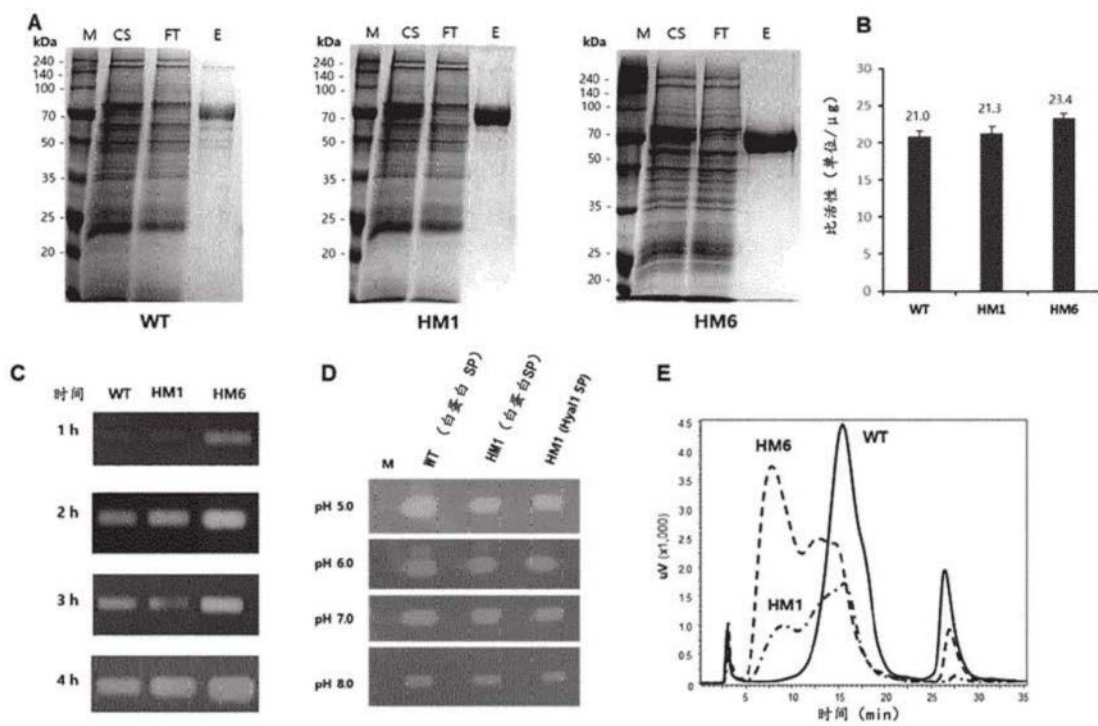 A
M CS FT E
kDa
240 -
140 -
100 -
70 -
50 -
35 -
25 -
20 -
WT
M CS FT E
kDa
240 -
140 -
100 -
70 -
50 -
35 -
25 -
20 -
HM1
M CS FT E
kDa
240 -
140 -
100 -
70 -
50 -
35 -
25 -
20 -
HM6
B
比活性（单位/μg）
30
25
20
15
10
5
0
21.0
21.3
23.4
WT HM1 HM6
C
时间 WT HM1 HM6
1 h
2 h
3 h
4 h
D
M
WT（白蛋白 SP）
HM1（白蛋白SP）
HM1 (Hyal1 SP)
pH 5.0
pH 6.0
pH 7.0
pH 8.0
E
uV (x1,000)
4.5
4.0
3.5
3.0
2.5
2.0
1.5
1.0
0.5
0.0
HM6
WT
HM1
5 10 15 20 25 30 35
时间（min）